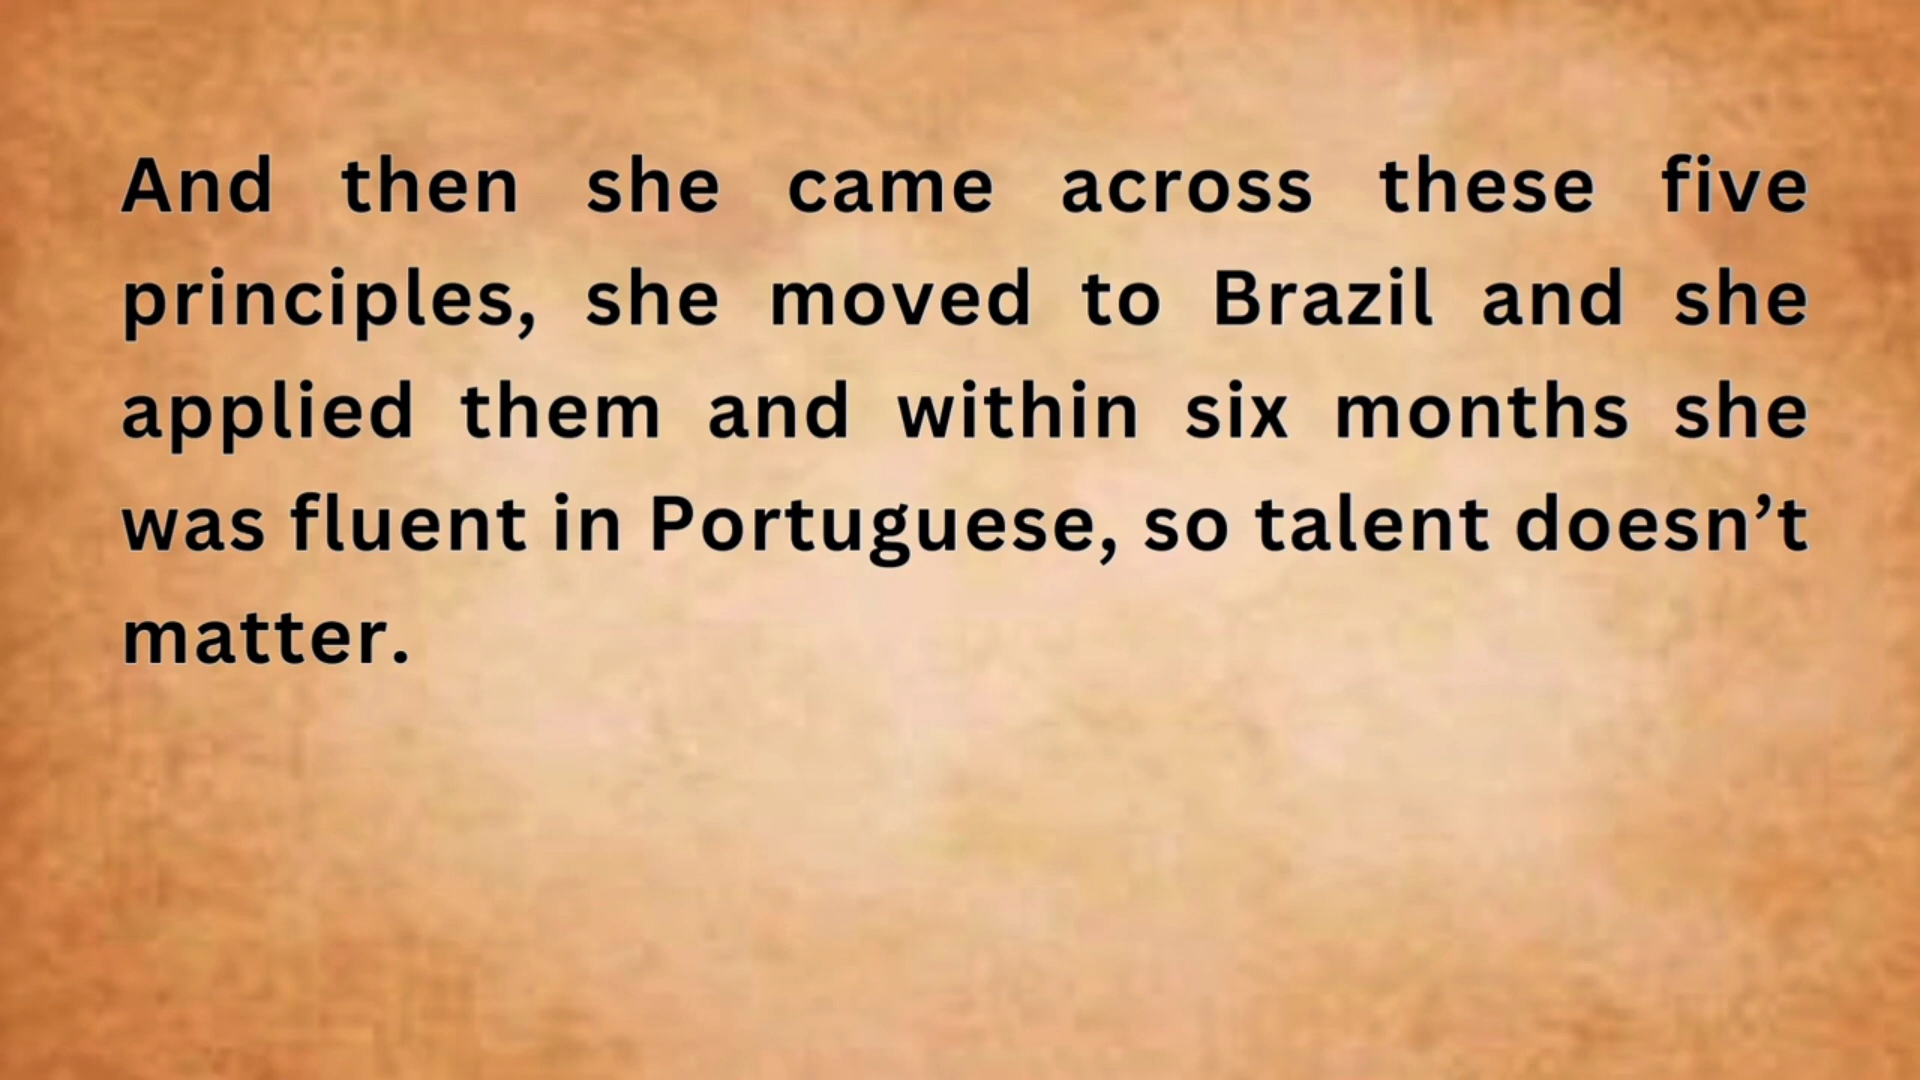 And then she came across these five
principles, she moved to Brazil and she
applied them and within six months she
was fluent in Portuguese, so talent doesn’t
matter.